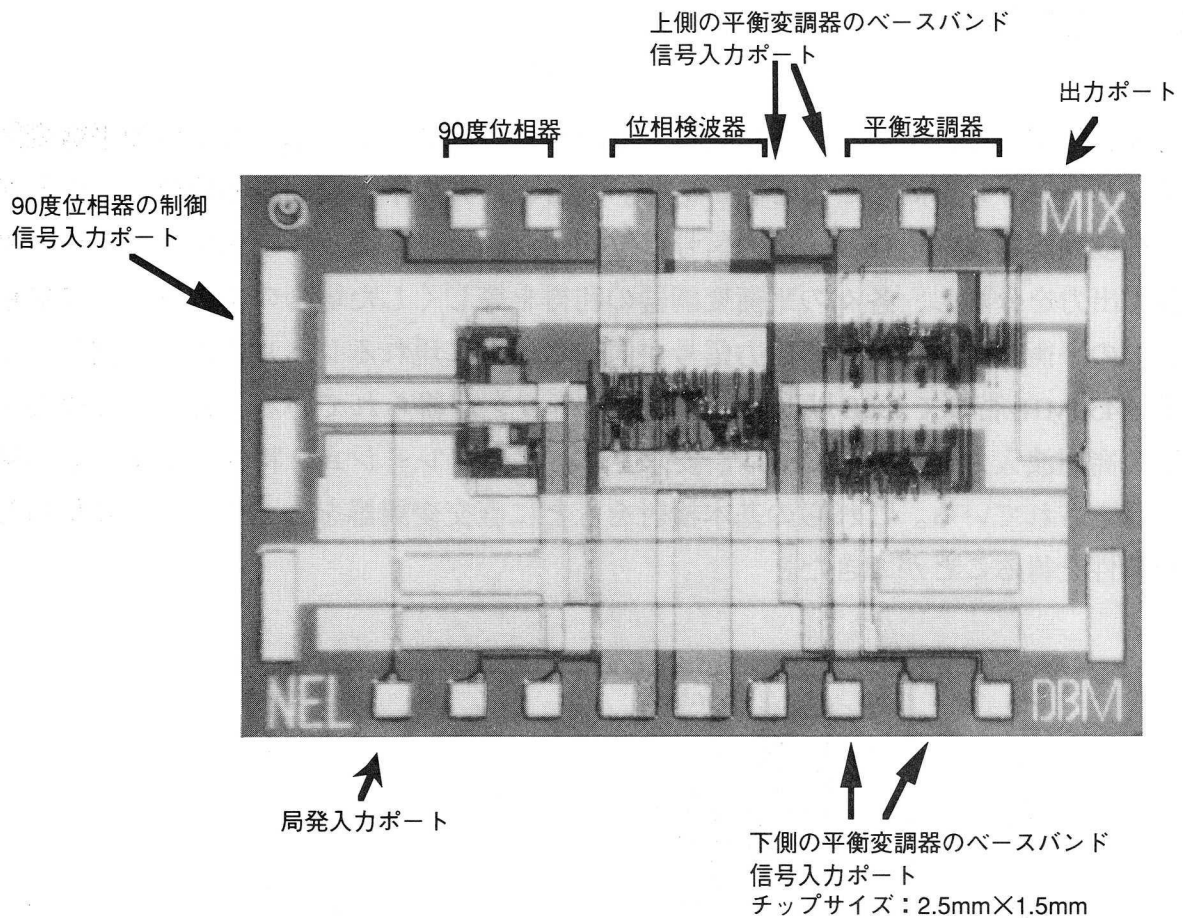 上側の平衡変調器のベースバンド
信号入力ポート
出力ポート
90度位相器
位相検波器
平衡変調器
90度位相器の制御
信号入力ポート
MIX
NEL
DBM
局発入力ポート
下側の平衡変調器のベースバンド
信号入力ポート
チップサイズ：2.5mm×1.5mm